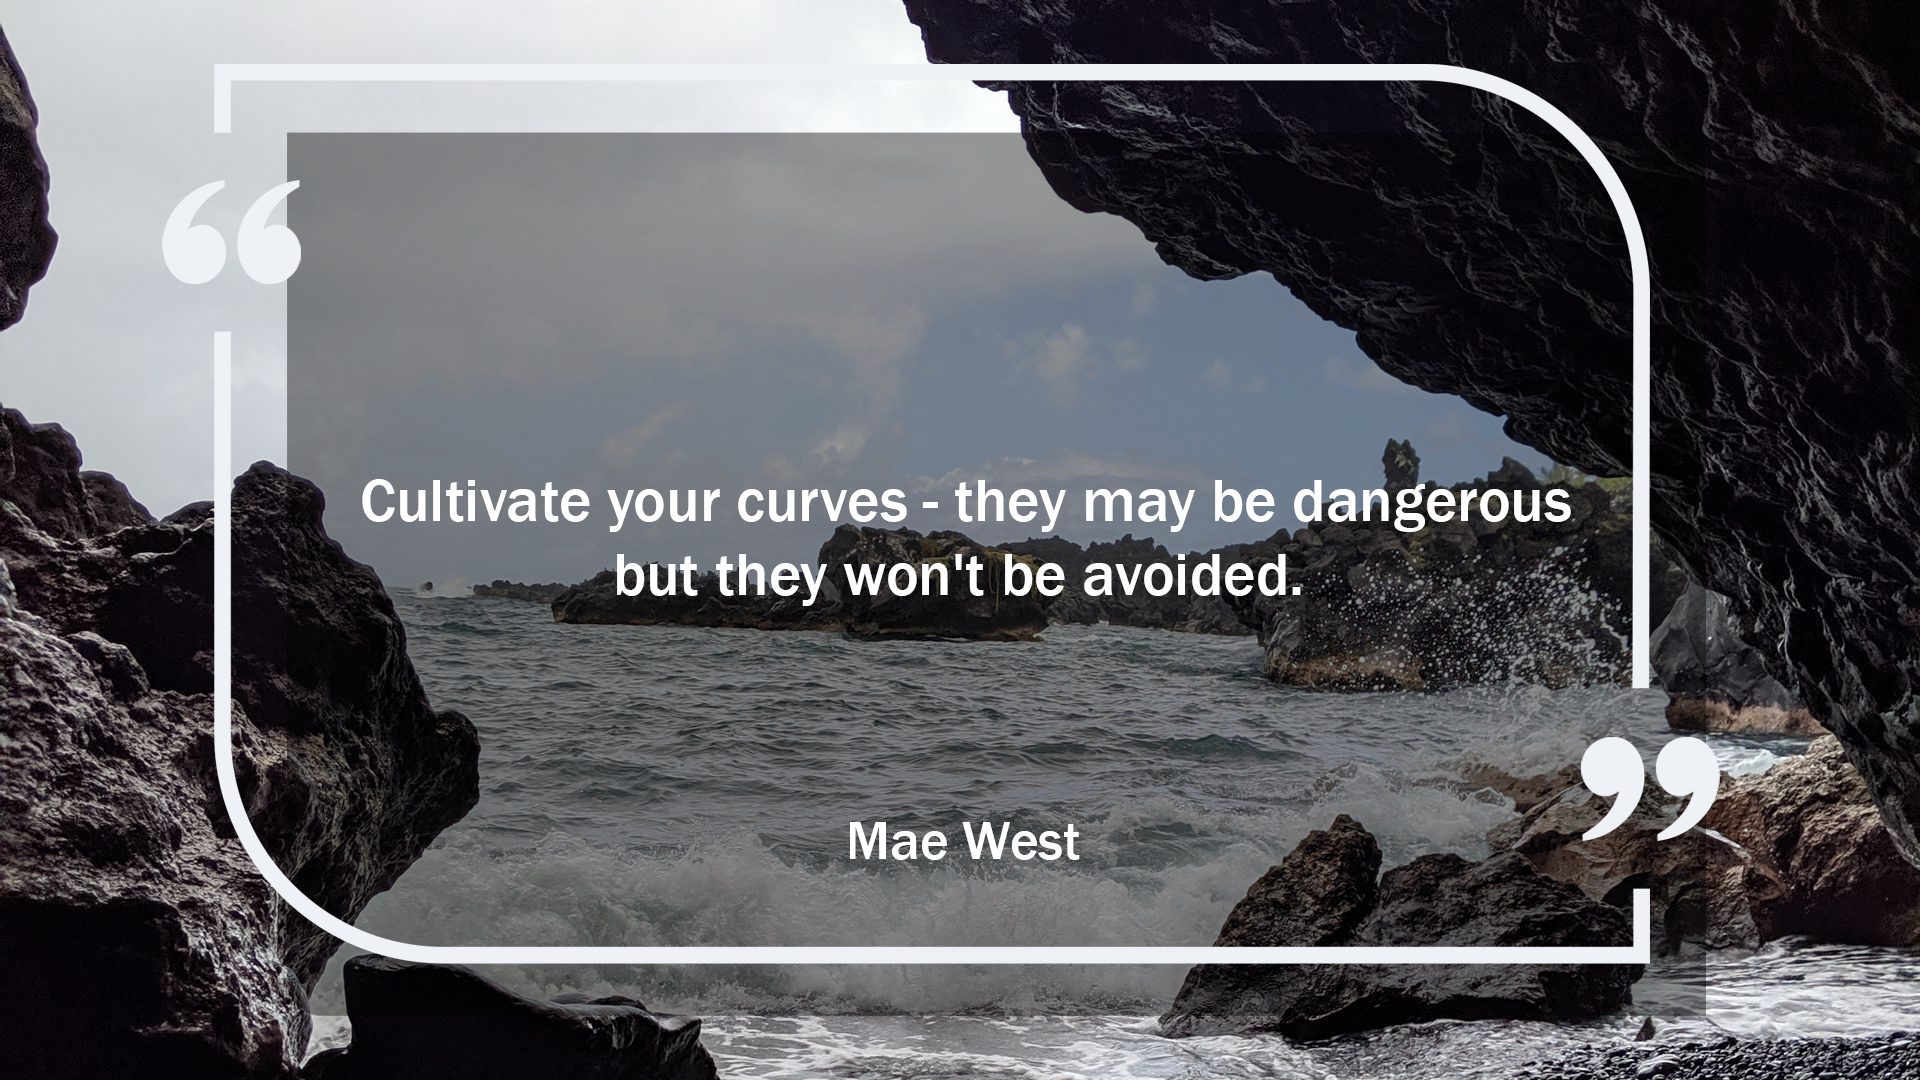 Cultivate your curves - they may be dangerous
but they won't be avoided.
Mae West